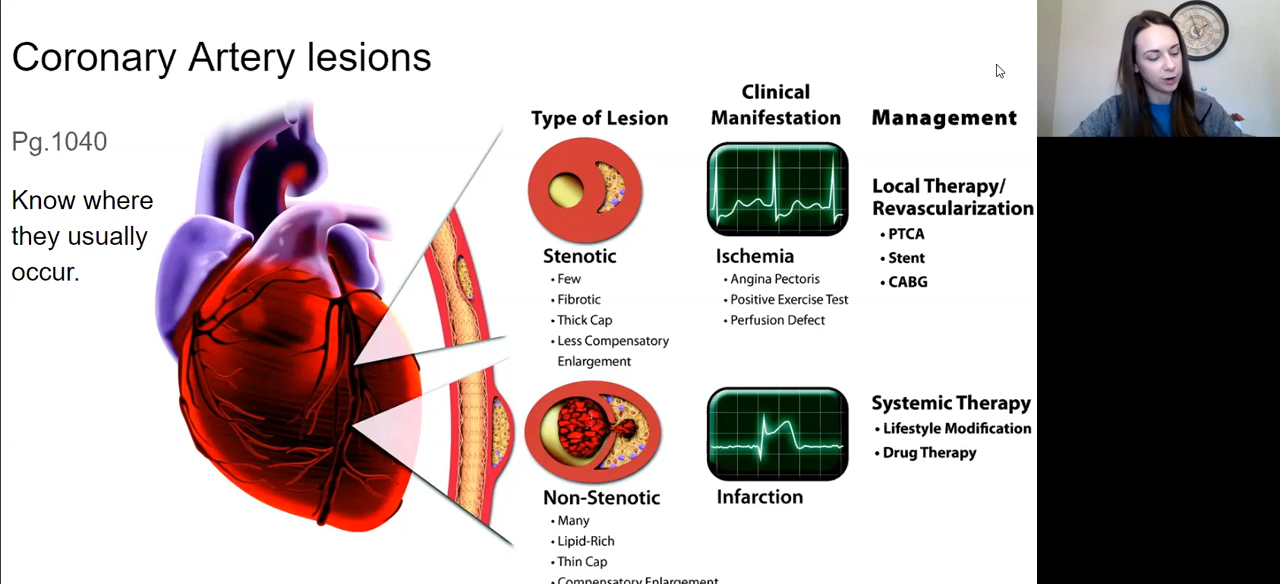 Coronary Artery lesions
Pg.1040
Know where
they usually
occur.
Type of Lesion
Clinical
Manifestation
Management
Stenotic
• Few
• Fibrotic
• Thick Cap
• Less Compensatory
Enlargement
Ischemia
• Angina Pectoris
• Positive Exercise Test
• Perfusion Defect
Local Therapy/
Revascularization
• PTCA
• Stent
• CABG
Non-Stenotic
• Many
• Lipid-Rich
• Thin Cap
• Compensatory Enlargement
Infarction
Systemic Therapy
• Lifestyle Modification
• Drug Therapy